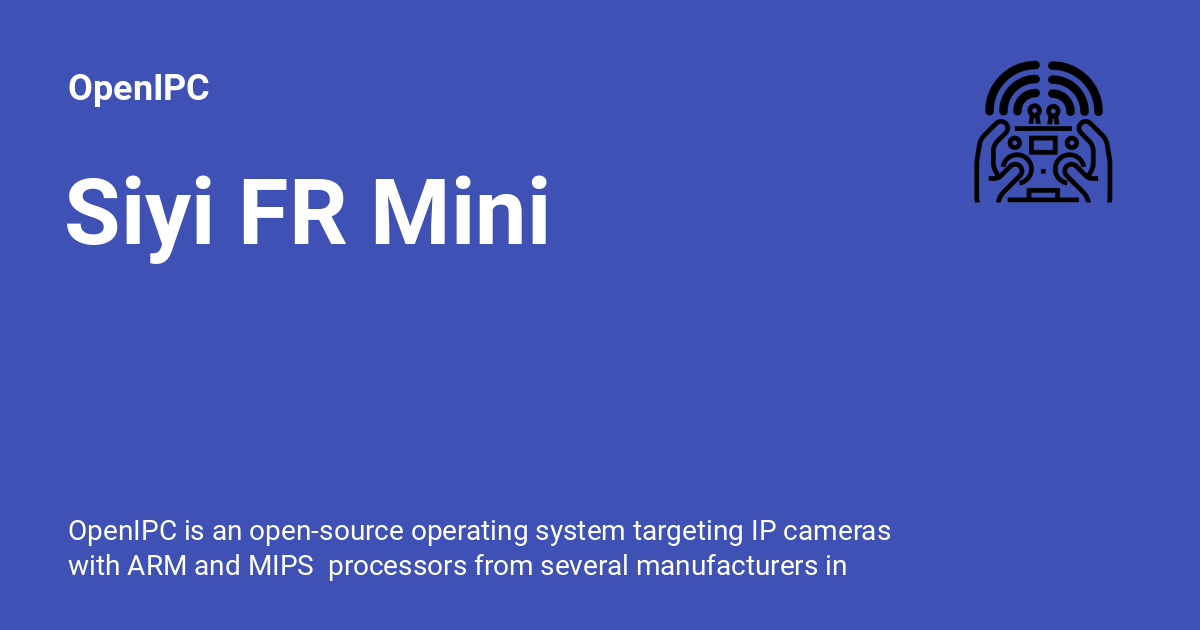 OpenIPC
Siyi FR Mini
OpenIPC is an open-source operating system targeting IP cameras
with ARM and MIPS  processors from several manufacturers in